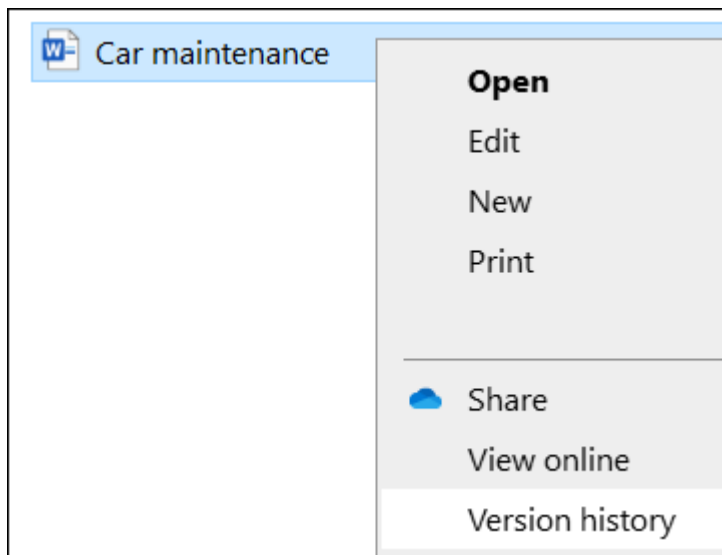 Car maintenance
Open
Edit
New
Print
Share
View online
Version history